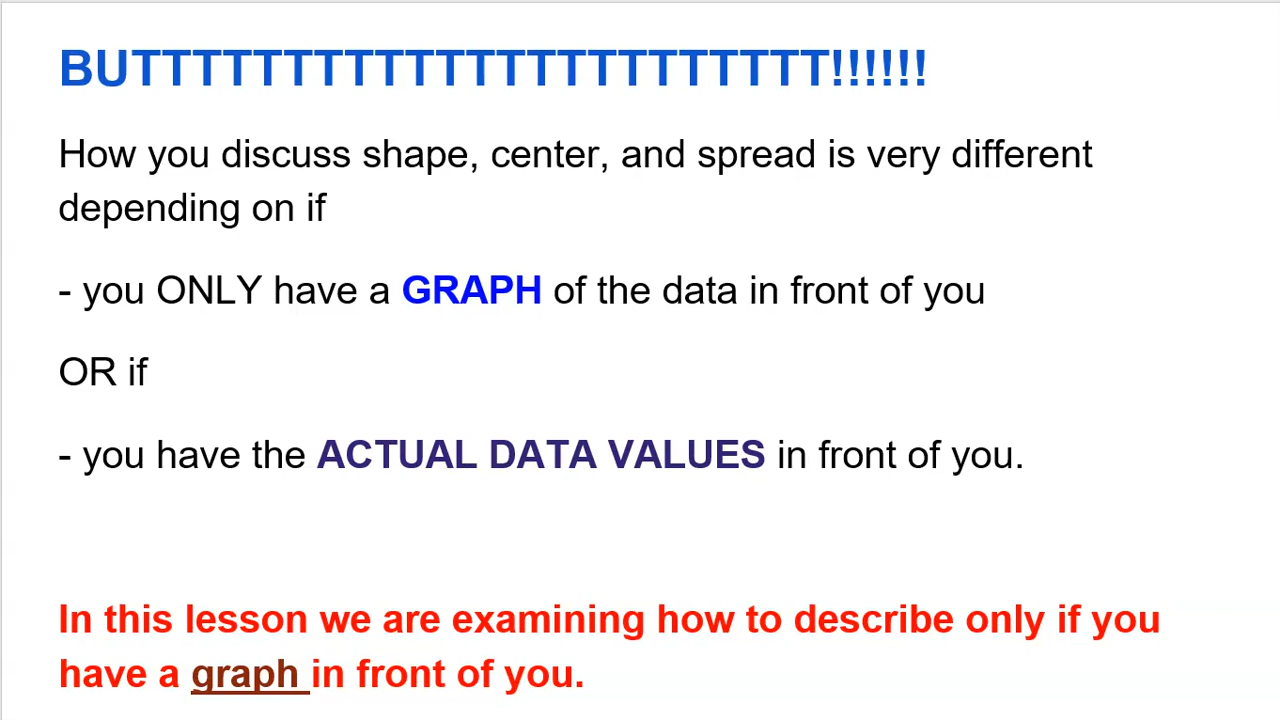 BUTTTTTTTTTTTTTTTTTTTTTTT!!!!!!
How you discuss shape, center, and spread is very different
depending on if
- you ONLY have a GRAPH of the data in front of you
OR if
- you have the ACTUAL DATA VALUES in front of you.
In this lesson we are examining how to describe only if you
have a graph in front of you.